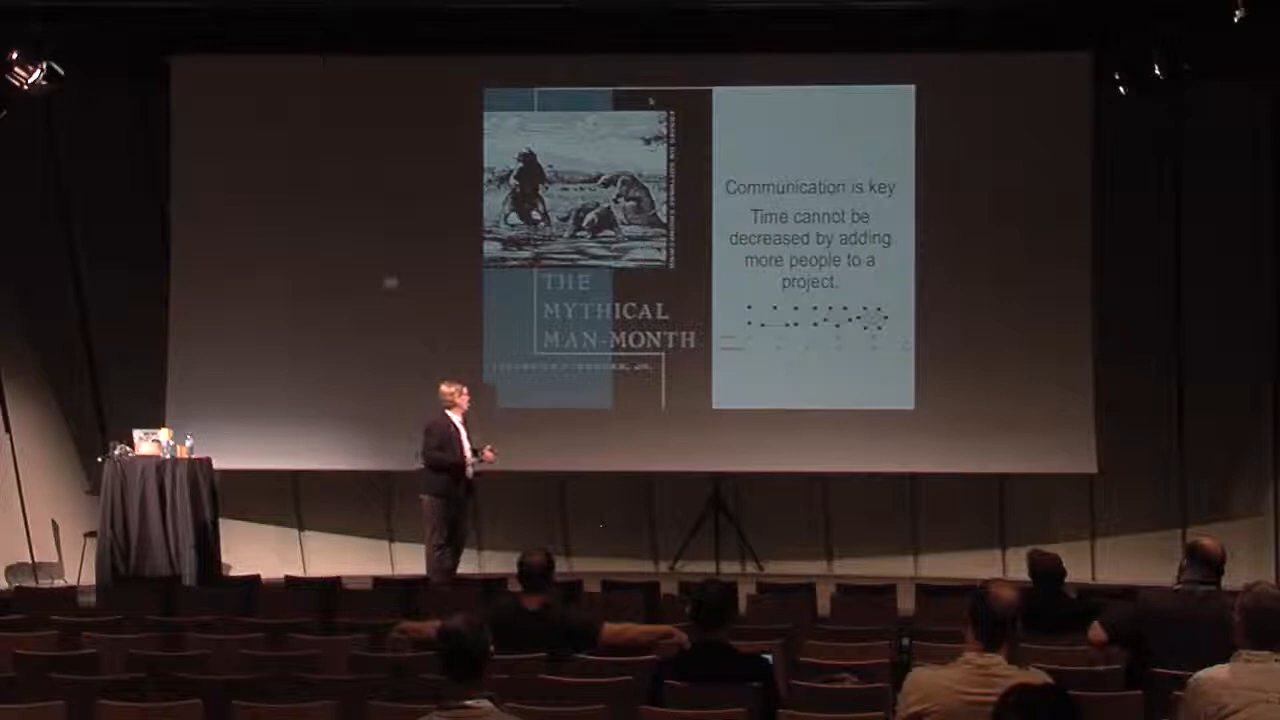 THE
MYTHICAL
MAN-MONTH
Communication is key
Time cannot be
decreased by adding
more people to a
project.